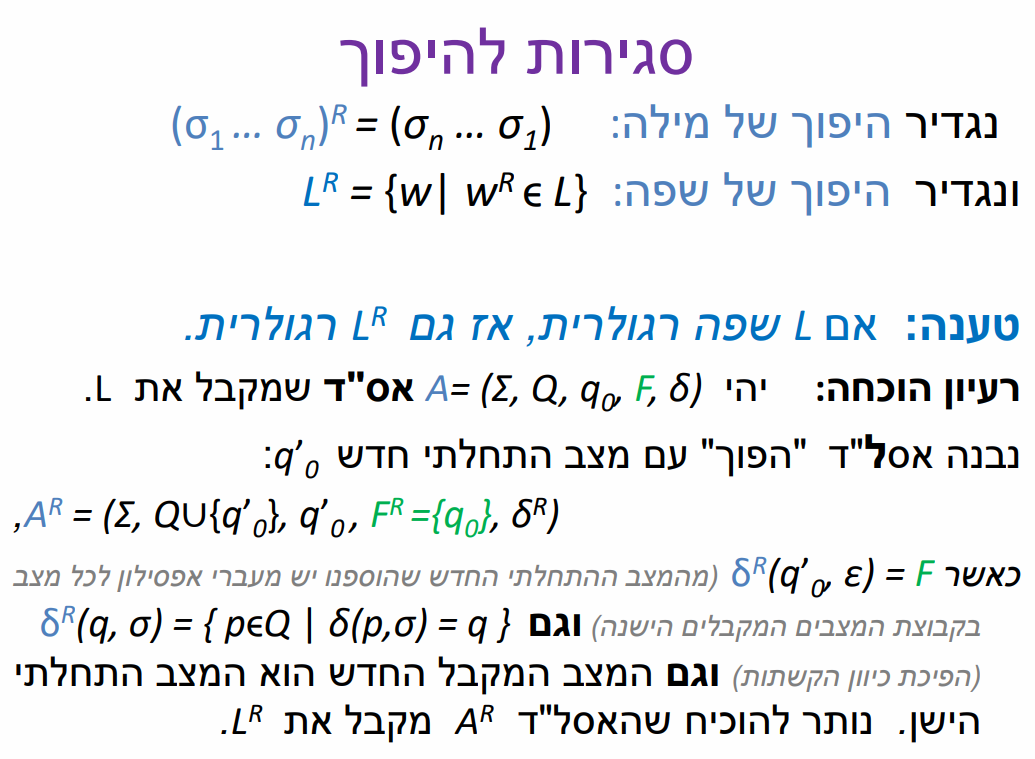 סגירות להיפוך
נגדיר היפוך של מילה: (σ₁ … σₙ)ᴿ = (σₙ … σ₁)
ונגדיר היפוך של שפה: Lᴿ = {w| wᴿ ϵ L}
טענה: אם L שפה רגולרית, אז גם Lᴿ רגולרית.
רעיון הוכחה: יהי A= (Σ, Q, q₀, F, δ) אס"ד שמקבל את L.
נבנה אסל"ד "הפוך" עם מצב התחלתי חדש q’₀:
Aᴿ = (Σ, Q∪{q’₀}, q’₀ , Fᴿ ={q₀}, δᴿ),
כאשר δᴿ(q’₀, ε) = F (מהמצב ההתחלתי החדש שהוספנו יש מעברי אפסילון לכל מצב
בקבוצת המצבים המקבלים הישנה) וגם δᴿ(q, σ) = { pϵQ | δ(p,σ) = q }
(הפיכת כיוון הקשתות) וגם המצב המקבל החדש הוא המצב התחלתי
הישן. נותר להוכיח שהאסל"ד Aᴿ מקבל את Lᴿ.